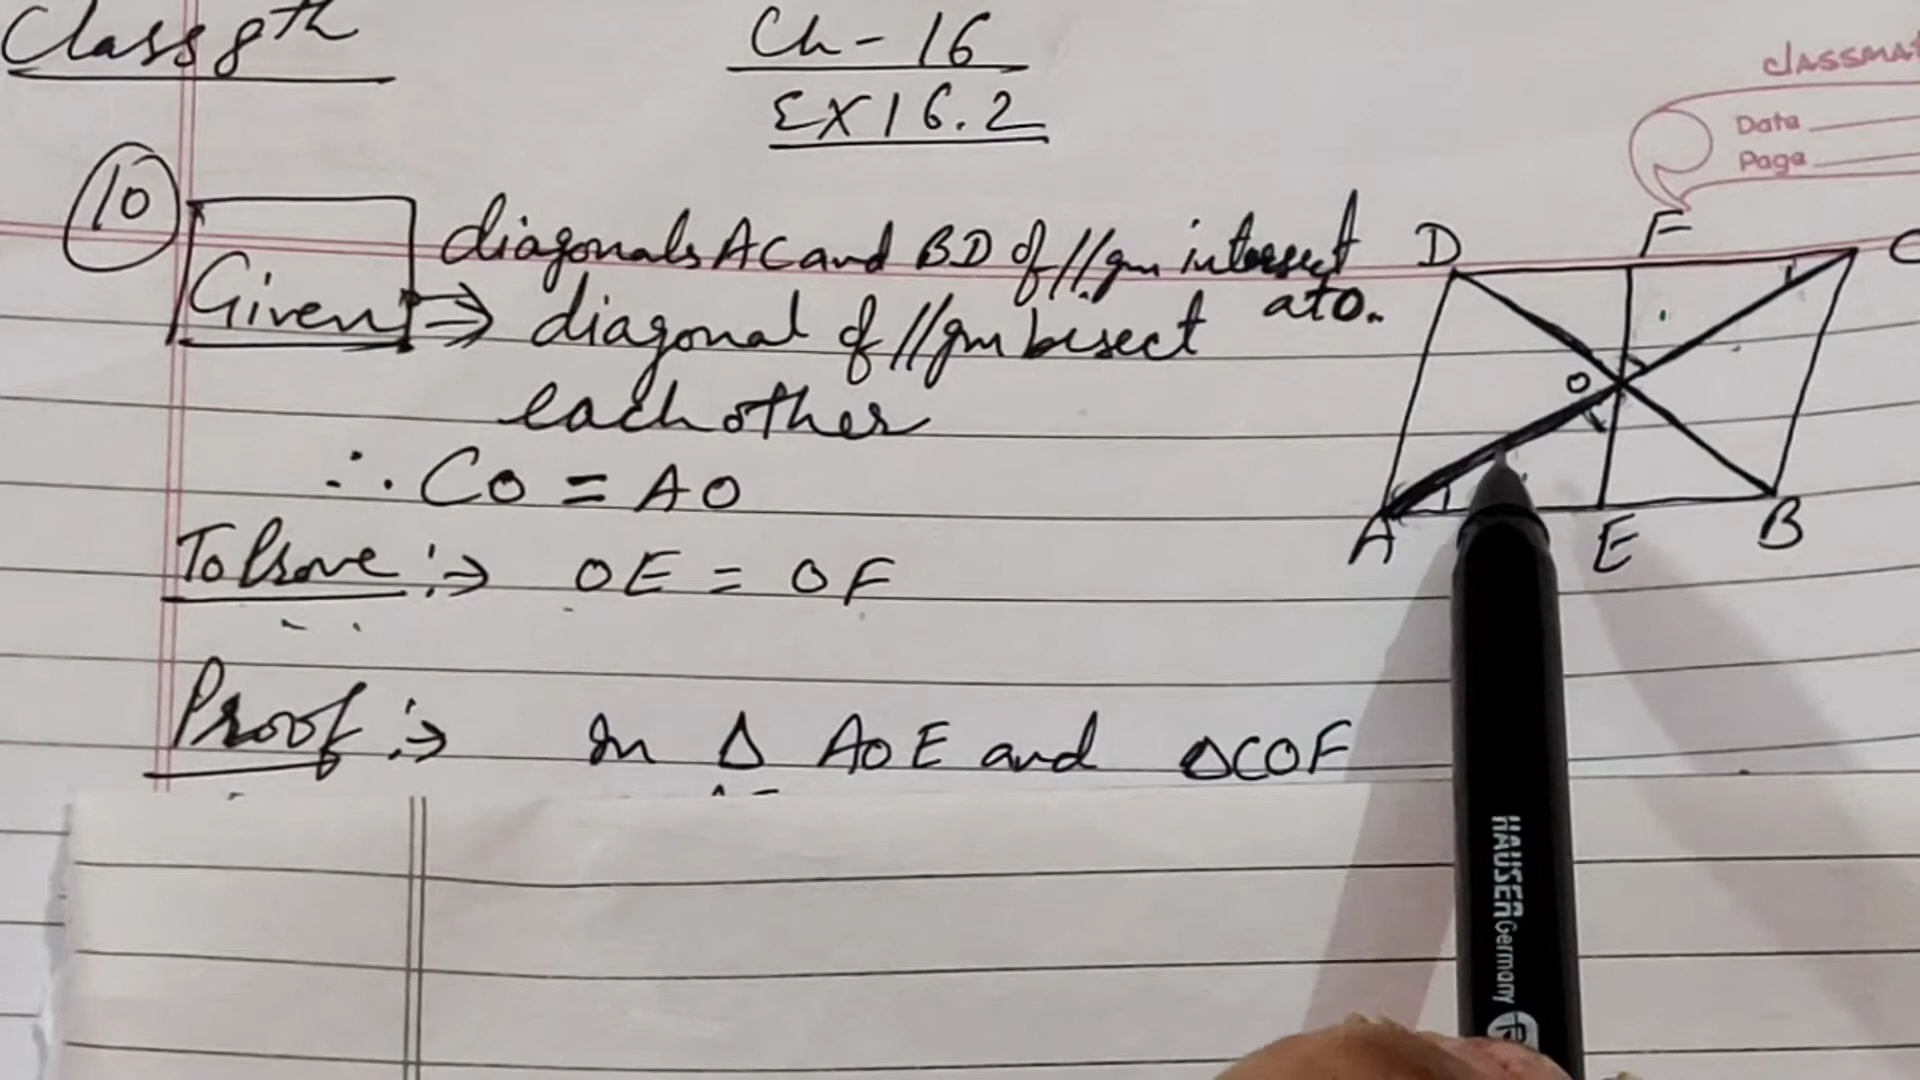 Class 8th
Ch - 16
Ex 16.2
classmat
Date
Page
10
Given ⇒ diagonals AC and BD of //gm intersect at O.
diagonal of //gm bisect
each other
∴ CO = AO
To Prove :→ OE = OF
Proof :→ In Δ AOE and ΔCOF
D F C
O
A E B
HAUSER Germany